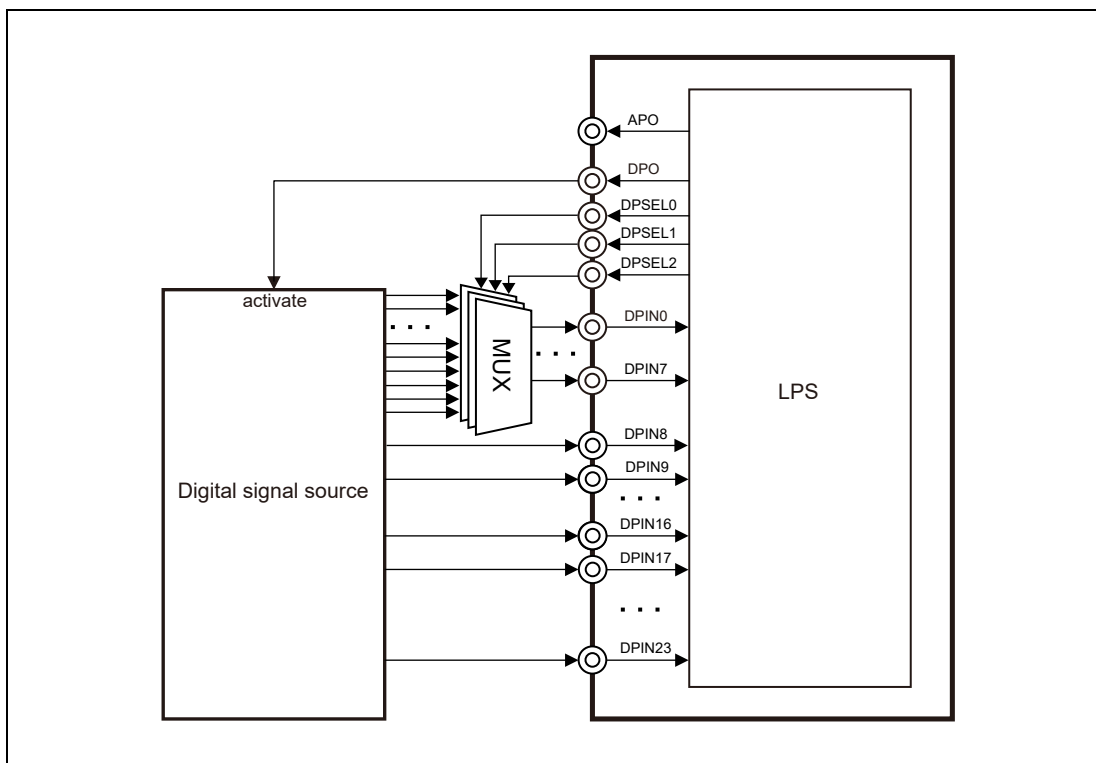 APO
DPO
DPSEL0
DPSEL1
DPSEL2
activate
MUX
. . .
. . .
DPIN0
DPIN7
LPS
DPIN8
Digital signal source
DPIN9
. . .
DPIN16
DPIN17
. . .
DPIN23